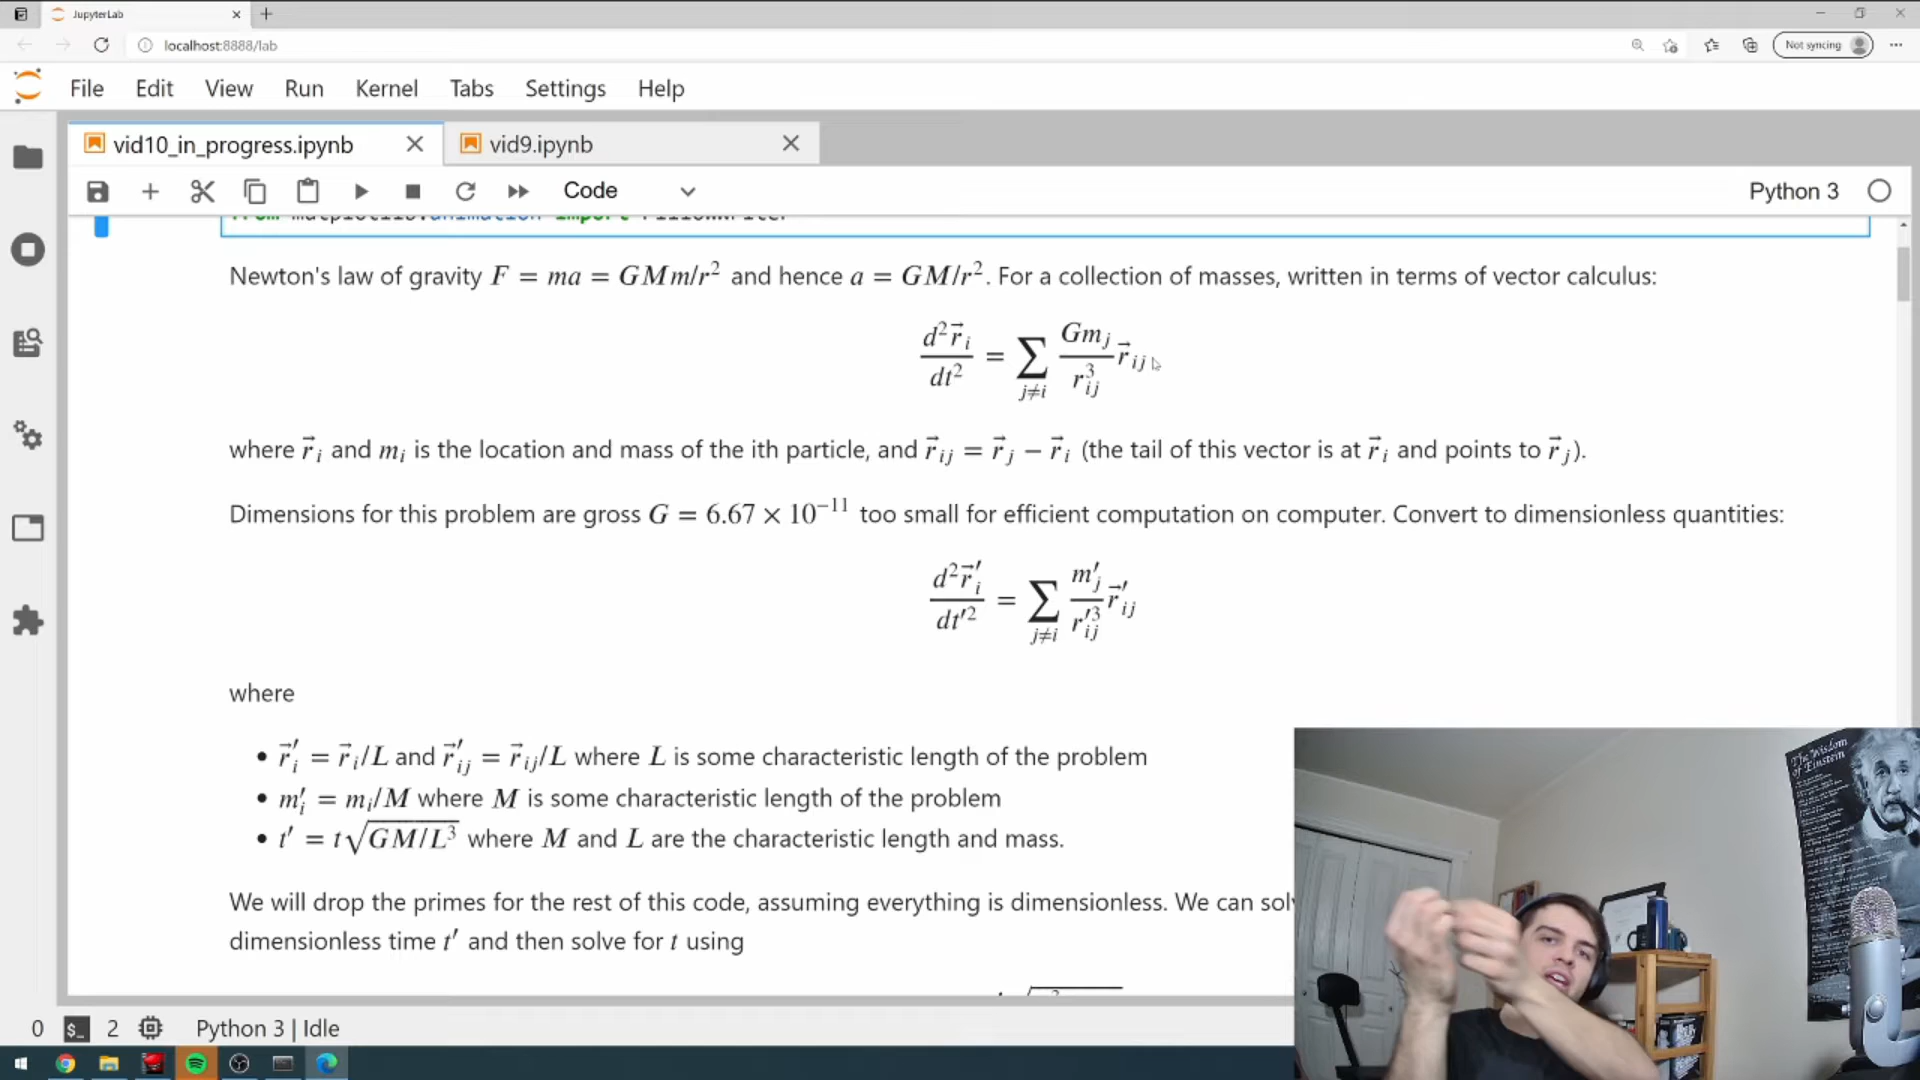 JupyterLab
localhost:8888/lab
Not syncing
File Edit View Run Kernel Tabs Settings Help
vid10_in_progress.ipynb
vid9.ipynb
Code
Python 3
Newton's law of gravity F = ma = GMm/r² and hence a = GM/r². For a collection of masses, written in terms of vector calculus:
d²r⃗ᵢ/dt² = ∑_{j≠i} Gmⱼ/r³ᵢⱼ r⃗ᵢⱼ
where r⃗ᵢ and mᵢ is the location and mass of the ith particle, and r⃗ᵢⱼ = r⃗ⱼ − r⃗ᵢ (the tail of this vector is at r⃗ᵢ and points to r⃗ⱼ).
Dimensions for this problem are gross G = 6.67 × 10⁻¹¹ too small for efficient computation on computer. Convert to dimensionless quantities:
d²r⃗′ᵢ/dt′² = ∑_{j≠i} m′ⱼ/r′³ᵢⱼ r⃗′ᵢⱼ
where
• r⃗′ᵢ = r⃗ᵢ/L and r⃗′ᵢⱼ = r⃗ᵢⱼ/L where L is some characteristic length of the problem
• m′ᵢ = mᵢ/M where M is some characteristic length of the problem
• t′ = t√(GM/L³) where M and L are the characteristic length and mass.
We will drop the primes for the rest of this code, assuming everything is dimensionless. We can
dimensionless time t′ and then solve for t using
0 2 Python 3 | Idle
The Wisdom
of Einstein